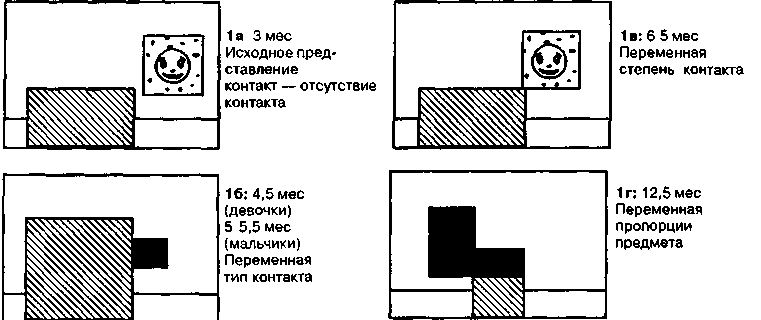 1а 3 мес
Исходное пред-
ставление
контакт — отсутствие
контакта
1в: 6 5 мес
Переменная
степень контакта
1б: 4,5 мес
(девочки)
5 5,5 мес
(мальчики)
Переменная
тип контакта
1г: 12,5 мес
Переменная
пропорции
предмета